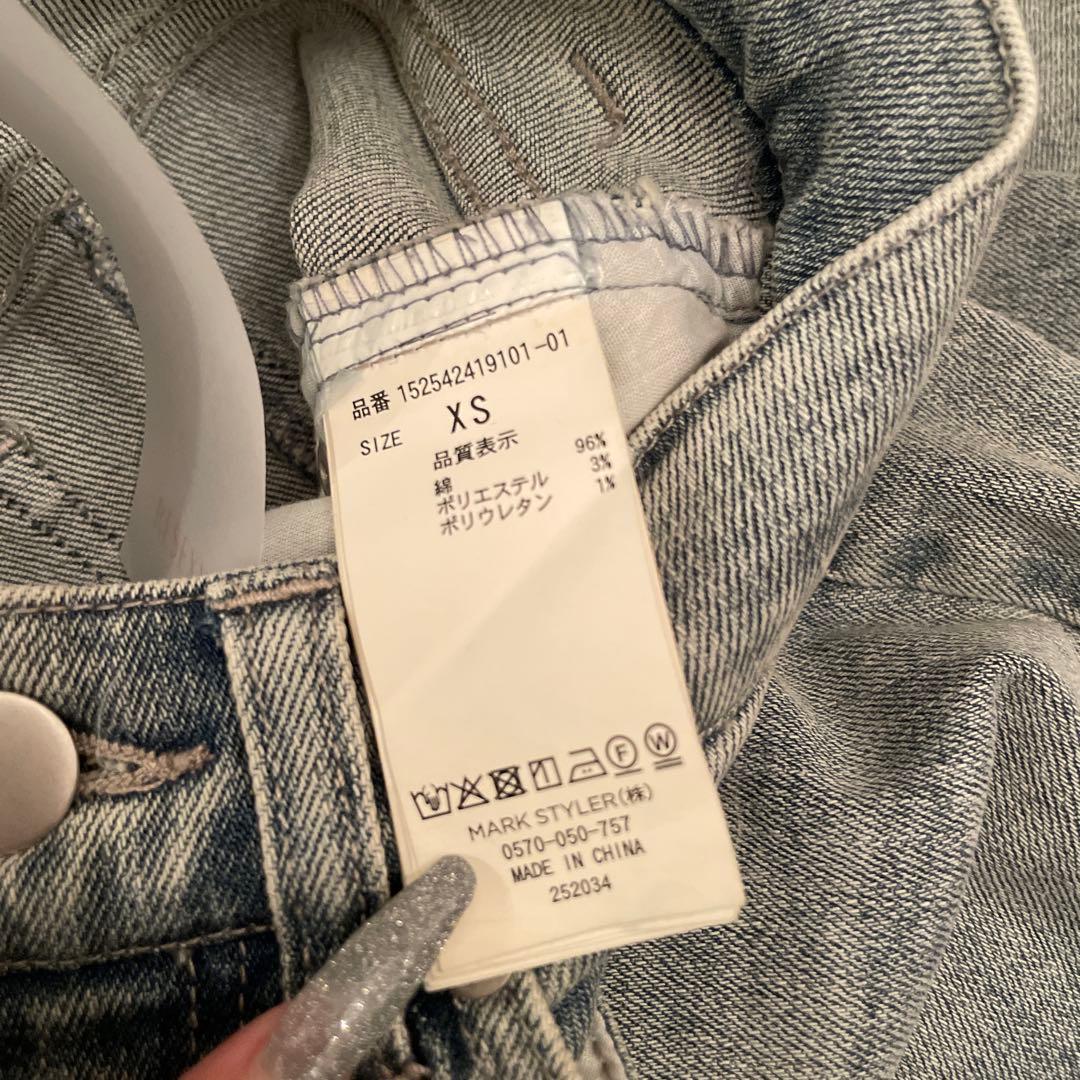 品番 152542419101-01
SIZE XS
品質表示
綿 96%
ポリエステル 3%
ポリウレタン 1%
F W
MARK STYLER(株)
0570-050-757
MADE IN CHINA
252034